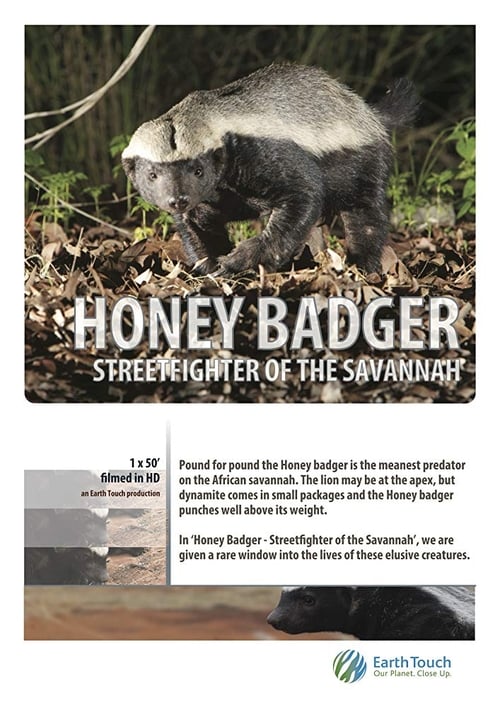 HONEY BADGER
STREETFIGHTER OF THE SAVANNAH
1 x 50'
filmed in HD
an Earth Touch production
Pound for pound the Honey badger is the meanest predator
on the African savannah. The lion may be at the apex, but
dynamite comes in small packages and the Honey badger
punches well above its weight.
In 'Honey Badger - Streetfighter of the Savannah', we are
given a rare window into the lives of these elusive creatures.
Earth Touch
Our Planet. Close Up.